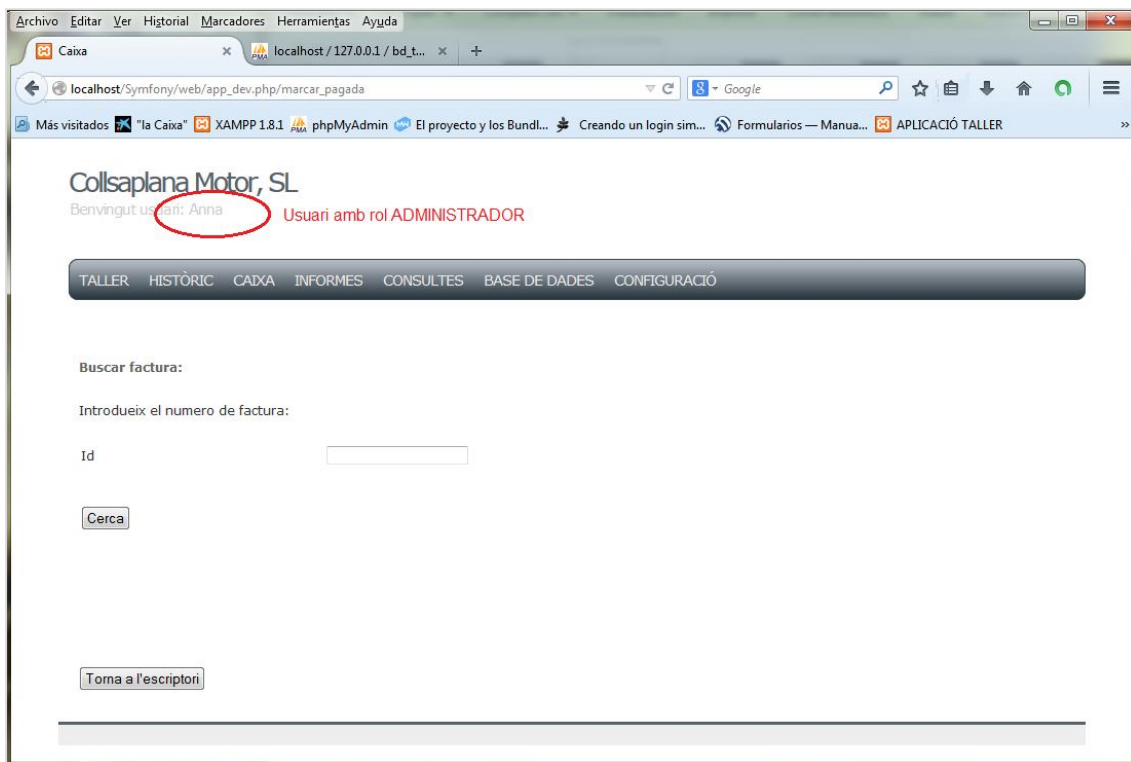 Archivo Editar Ver Historial Marcadores Herramientas Ayuda
Caixa
localhost / 127.0.0.1 / bd_t...
localhost/Symfony/web/app_dev.php/marcar_pagada
Google
Más visitados "la Caixa" XAMPP 1.8.1 phpMyAdmin El proyecto y los Bundl... Creando un login sim... Formularios — Manua... APLICACIÓ TALLER
Collsaplana Motor, SL
Benvingut usuari: Anna
Usuari amb rol ADMINISTRADOR
TALLER HISTÒRIC CAIXA INFORMES CONSULTES BASE DE DADES CONFIGURACIÓ
Buscar factura:
Introdueix el numero de factura:
Id
Cerca
Torna a l'escriptori